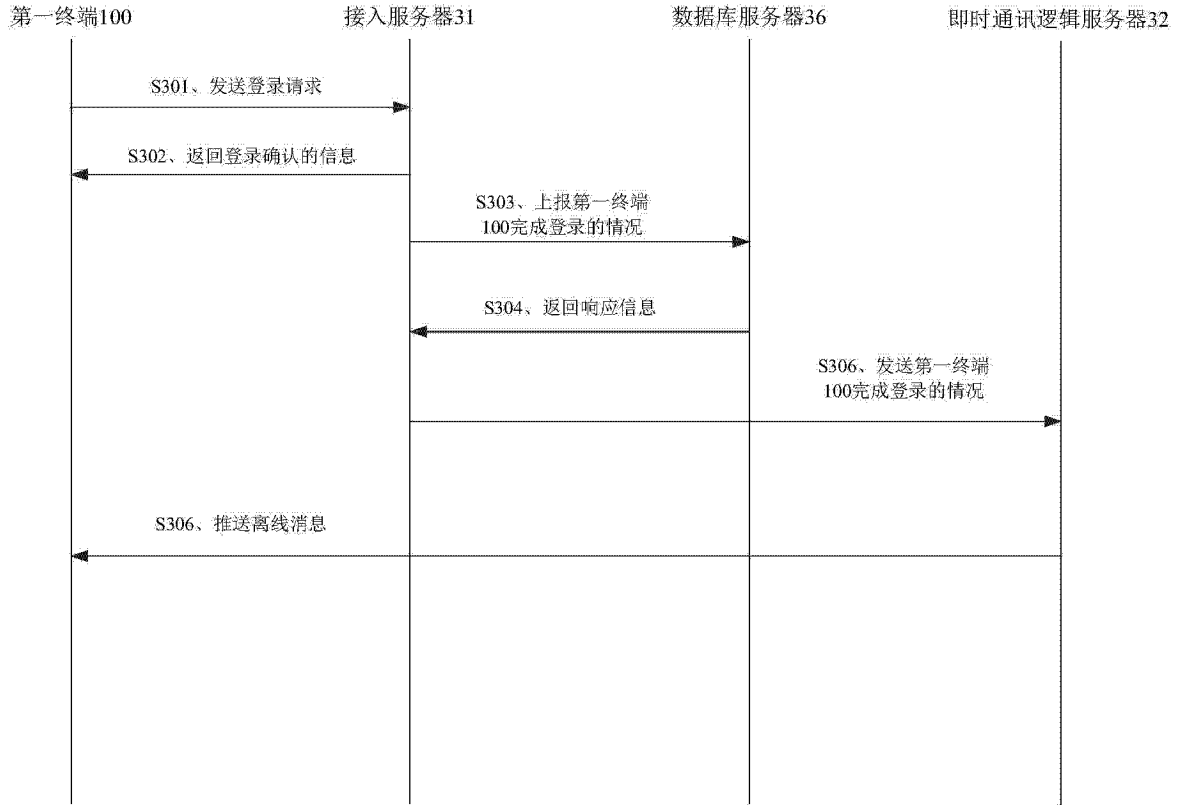 第一终端100
接入服务器31
数据库服务器36
即时通讯逻辑服务器32
S301、发送登录请求
S302、返回登录确认的信息
S303、上报第一终端
100完成登录的情况
S304、返回响应信息
S306、发送第一终端
100完成登录的情况
S306、推送离线消息